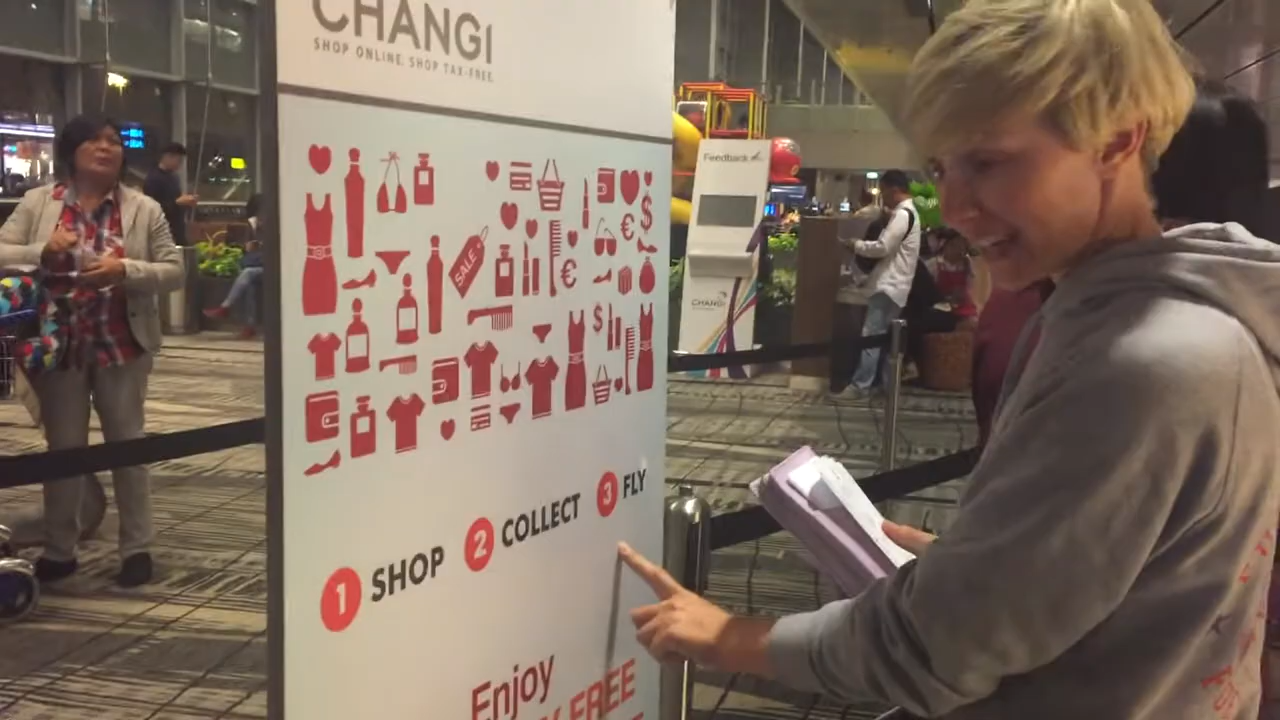 CHANGI
SHOP ONLINE. SHOP TAX-FREE.
SALE
1 SHOP
2 COLLECT
3 FLY
Enjoy
FREE
Feedback
CHANGI